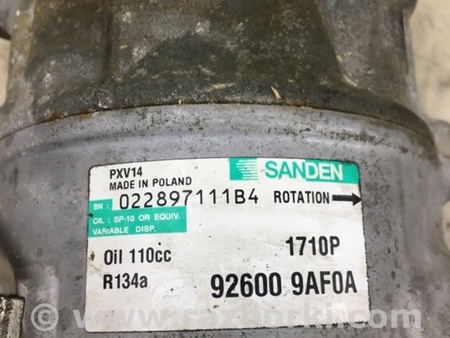 PXV14
SANDEN
MADE IN POLAND
SN : 022897111B4 ROTATION
OIL : SP-10 OR EQUIV.
VARIABLE DISP.
Oil 110cc 1710P
R134a 92600 9AF0A